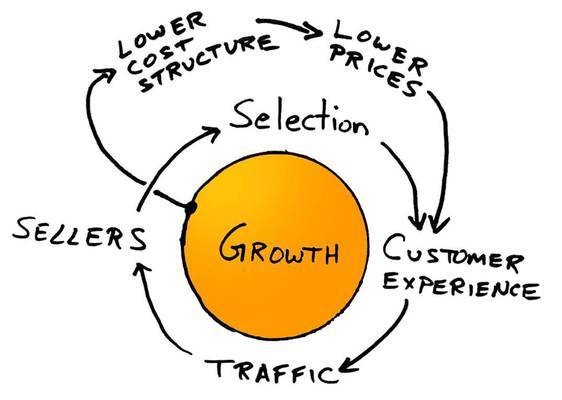 LOWER
COST
STRUCTURE
LOWER
PRICES
Selection
SELLERS
GROWTH
CUSTOMER
EXPERIENCE
TRAFFIC